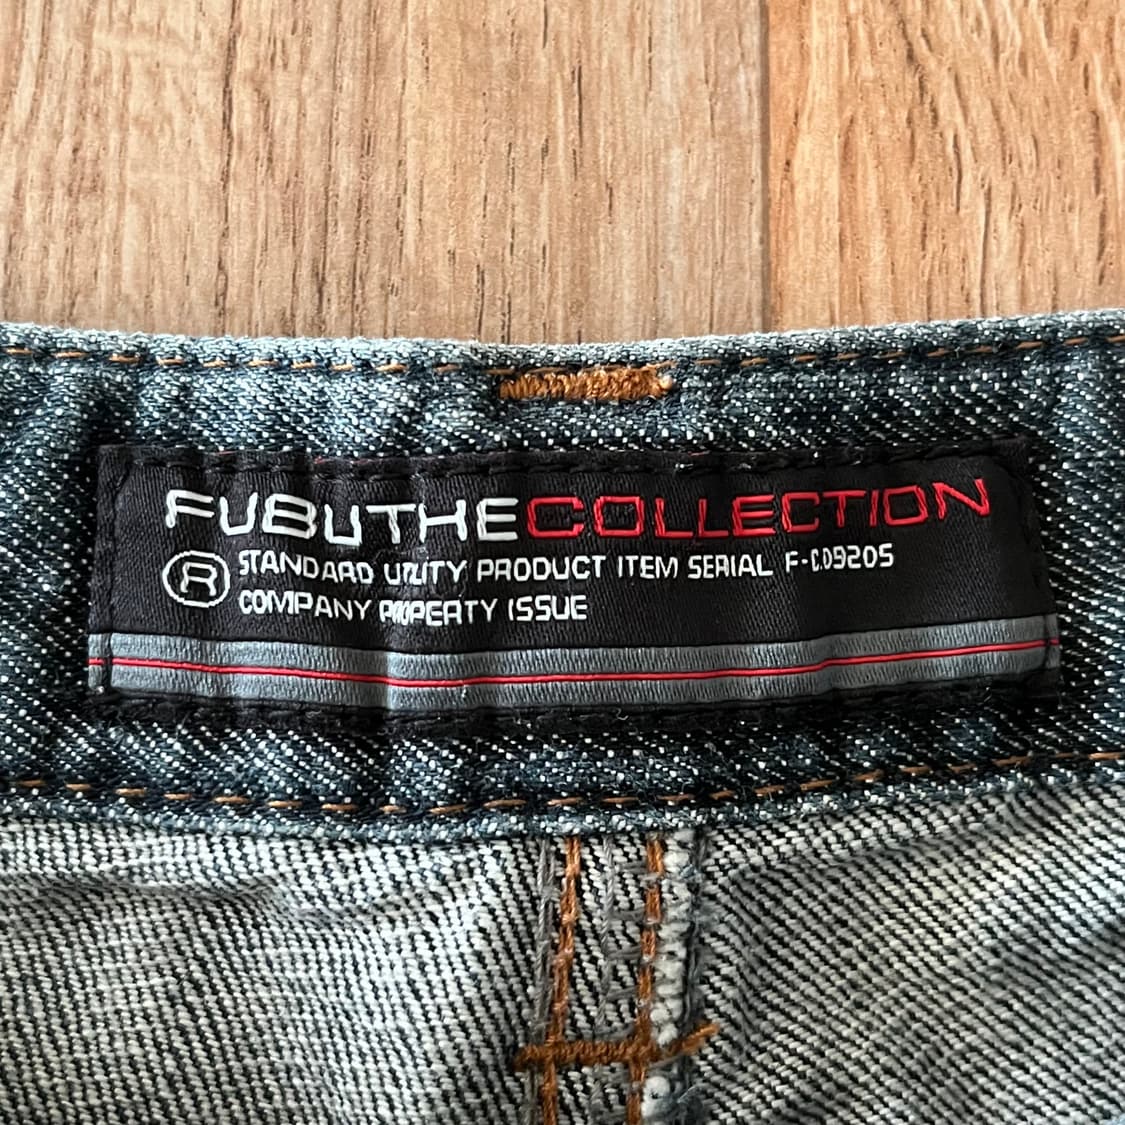 FUBUTHECOLLECTION
® STANDARD UTILITY PRODUCT ITEM SERIAL F-C.09205
COMPANY PROPERTY ISSUE